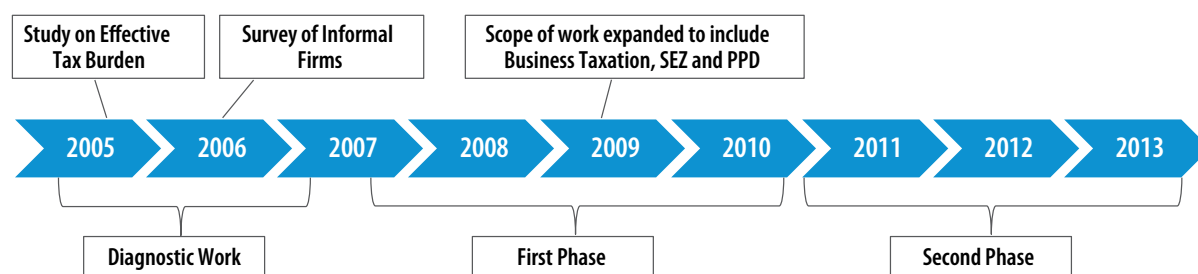 Study on Effective
Tax Burden
Survey of Informal
Firms
Scope of work expanded to include
Business Taxation, SEZ and PPD
2005
2006
2007
2008
2009
2010
2011
2012
2013
Diagnostic Work
First Phase
Second Phase